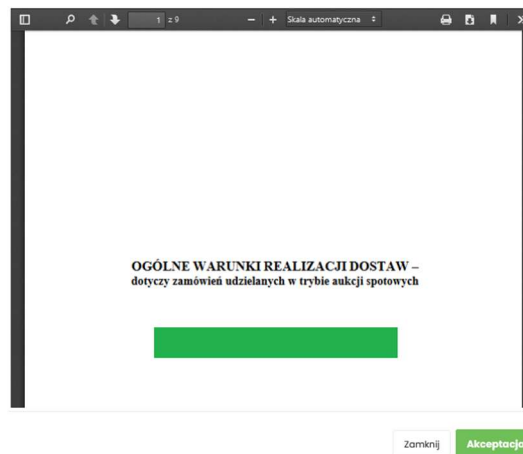 1 z 9 − + Skala automatyczna
OGÓLNE WARUNKI REALIZACJI DOSTAW –
dotyczy zamówień udzielanych w trybie aukcji spotowych
Zamknij Akceptacja